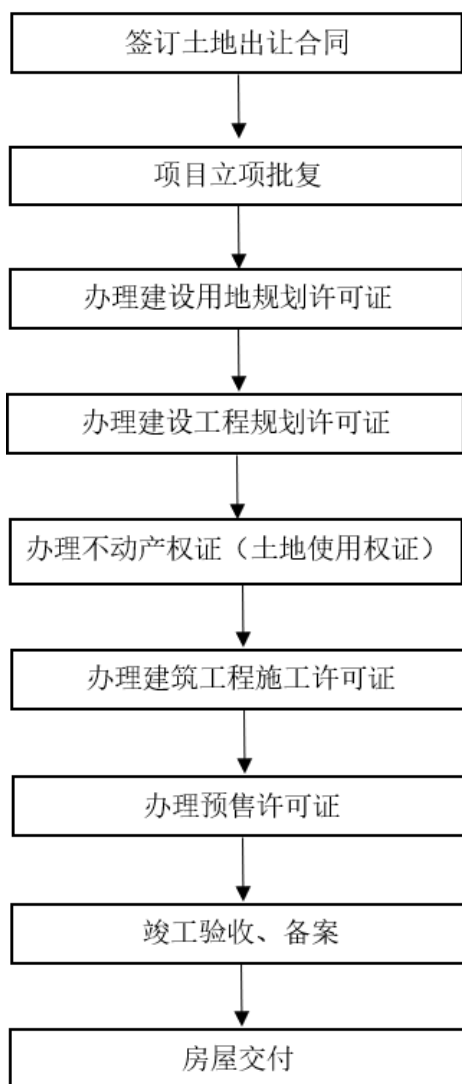 签订土地出让合同
项目立项批复
办理建设用地规划许可证
办理建设工程规划许可证
办理不动产权证（土地使用权证）
办理建筑工程施工许可证
办理预售许可证
竣工验收、备案
房屋交付